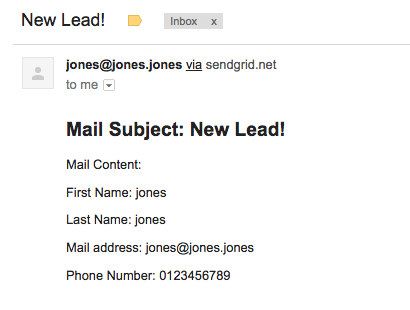 New Lead!
Inbox x
jones@jones.jones via sendgrid.net
to me
Mail Subject: New Lead!
Mail Content:
First Name: jones
Last Name: jones
Mail address: jones@jones.jones
Phone Number: 0123456789